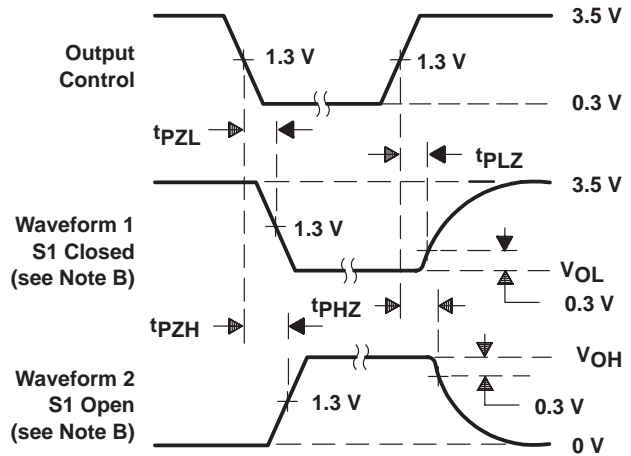 3.5 V
Output
Control
1.3 V
1.3 V
0.3 V
tPZL
tPLZ
3.5 V
Waveform 1
S1 Closed
(see Note B)
1.3 V
VOL
0.3 V
tPZH
tPHZ
VOH
Waveform 2
S1 Open
(see Note B)
1.3 V
0.3 V
0 V